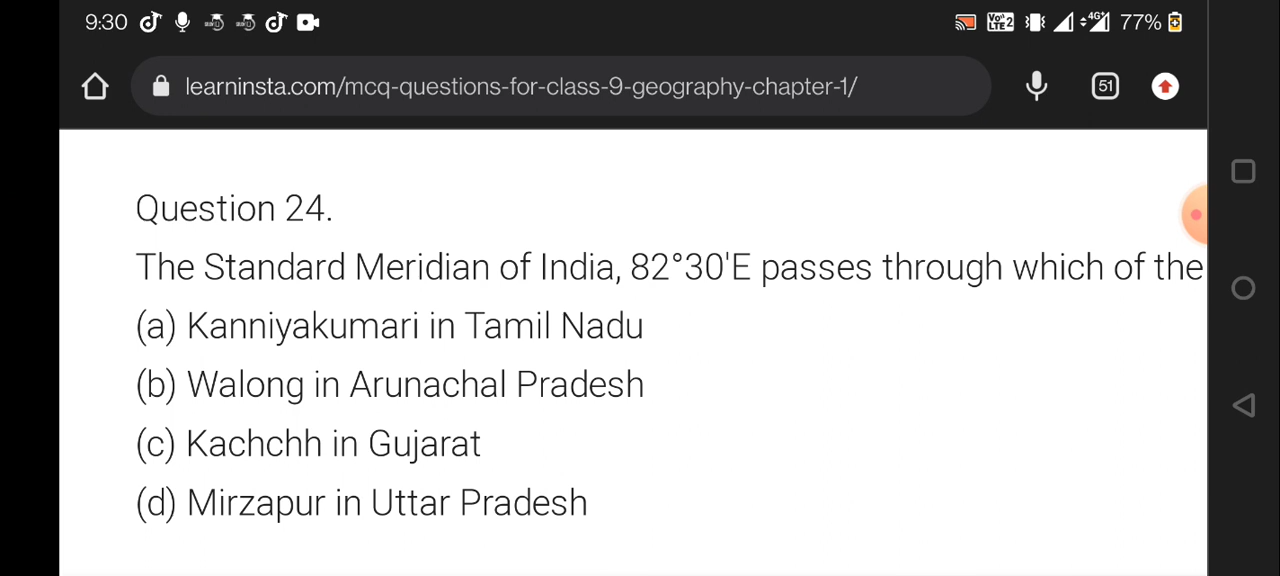 9:30 77%
learninsta.com/mcq-questions-for-class-9-geography-chapter-1/ 51
Question 24.
The Standard Meridian of India, 82°30'E passes through which of the
(a) Kanniyakumari in Tamil Nadu
(b) Walong in Arunachal Pradesh
(c) Kachchh in Gujarat
(d) Mirzapur in Uttar Pradesh